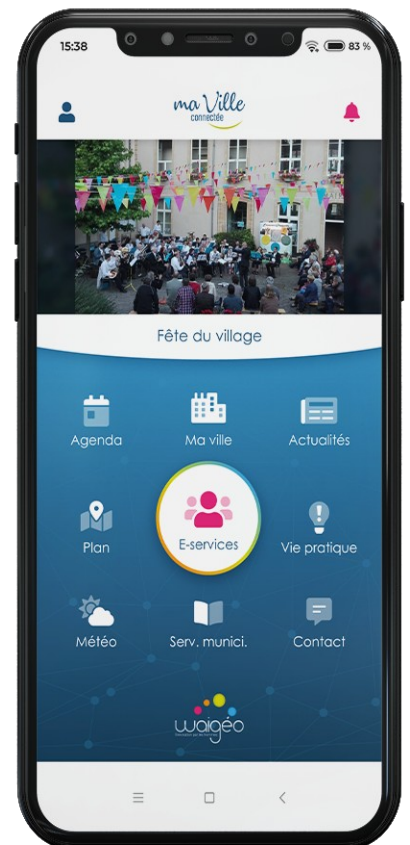 15:38
83 %
ma Ville
connectée
Fête du village
Agenda
Ma ville
Actualités
Plan
E-services
Vie pratique
Météo
Serv. munici.
Contact
waigéo